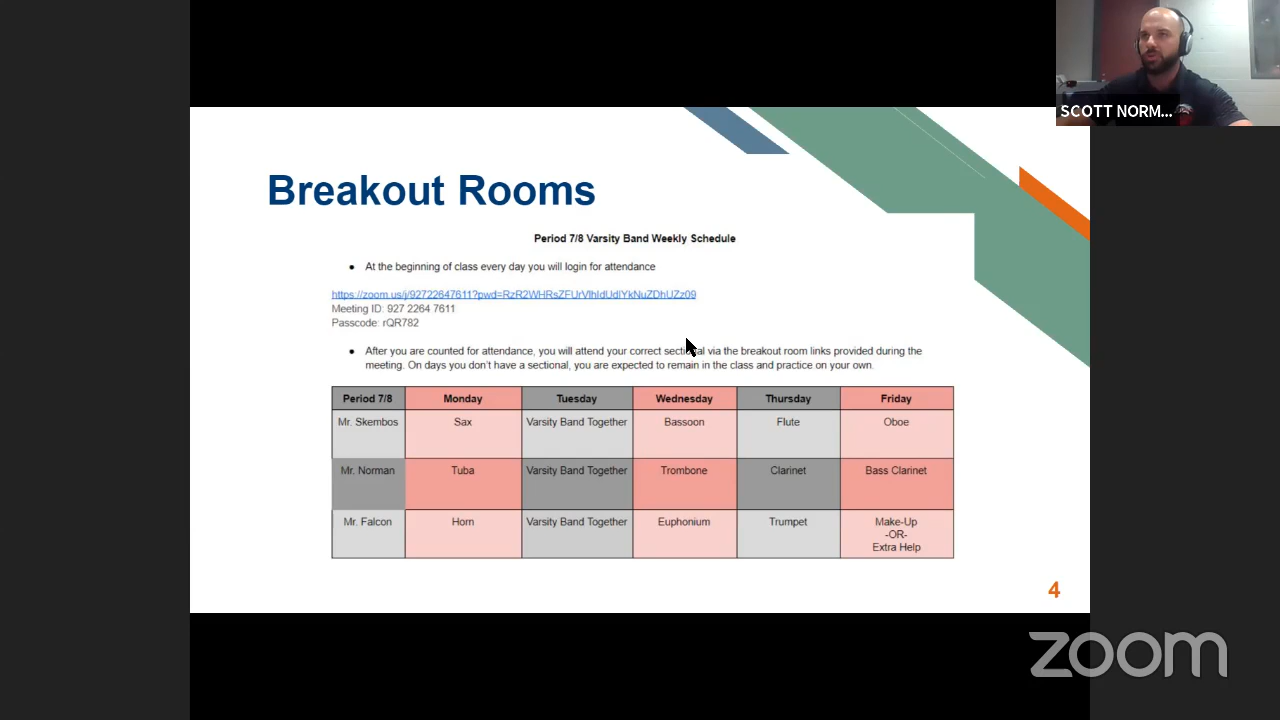 SCOTT NORM...
Breakout Rooms
Period 7/8 Varsity Band Weekly Schedule
● At the beginning of class every day you will login for attendance
Meeting ID: 927 2264 7611
Passcode: rQR782
● After you are counted for attendance, you will attend your correct sectional via the breakout room links provided during the
meeting. On days you don't have a sectional, you are expected to remain in the class and practice on your own.
Period 7/8 Monday Tuesday Wednesday Thursday Friday
Mr. Skembos Sax Varsity Band Together Bassoon Flute Oboe
Mr. Norman Tuba Varsity Band Together Trombone Clarinet Bass Clarinet
Mr. Falcon Horn Varsity Band Together Euphonium Trumpet Make-Up
-OR-
Extra Help
4
zoom